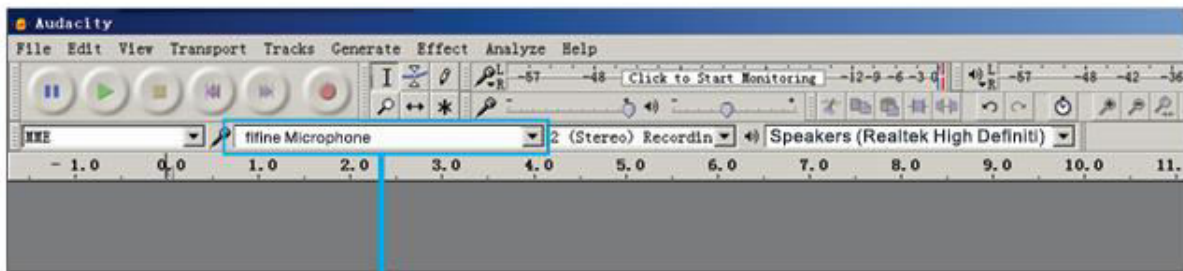 Audacity
File Edit View Transport Tracks Generate Effect Analyze Help
L R -57 -48 Click to Start Monitoring -12 -9 -6 -3 0 L R -57 -48 -42 -36
MME fifine Microphone 2 (Stereo) Recordin Speakers (Realtek High Definiti)
- 1.0 0.0 1.0 2.0 3.0 4.0 5.0 6.0 7.0 8.0 9.0 10.0 11.